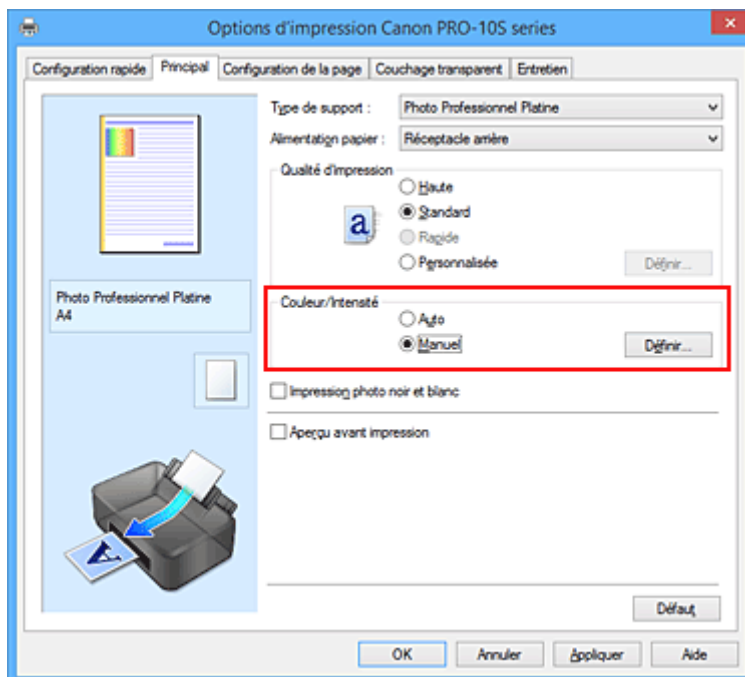 Options d'impression Canon PRO-10S series
Configuration rapide Principal Configuration de la page Couchage transparent Entretien
Type de support : Photo Professionnel Platine
Alimentation papier : Réceptacle arrière
Qualité d'impression
Haute
Standard
Rapide
Personnalisée Définir...
Photo Professionnel Platine
A4
Couleur/Intensité
Auto
Manuel Définir...
Impression photo noir et blanc
Aperçu avant impression
Défaut
OK Annuler Appliquer Aide